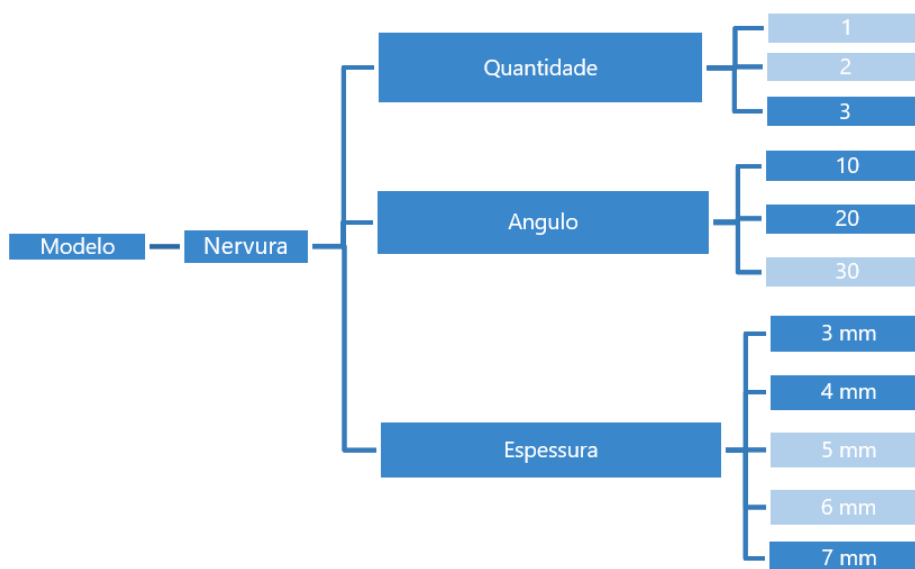 Modelo
Nervura
Quantidade
1
2
3
Angulo
10
20
30
Espessura
3 mm
4 mm
5 mm
6 mm
7 mm